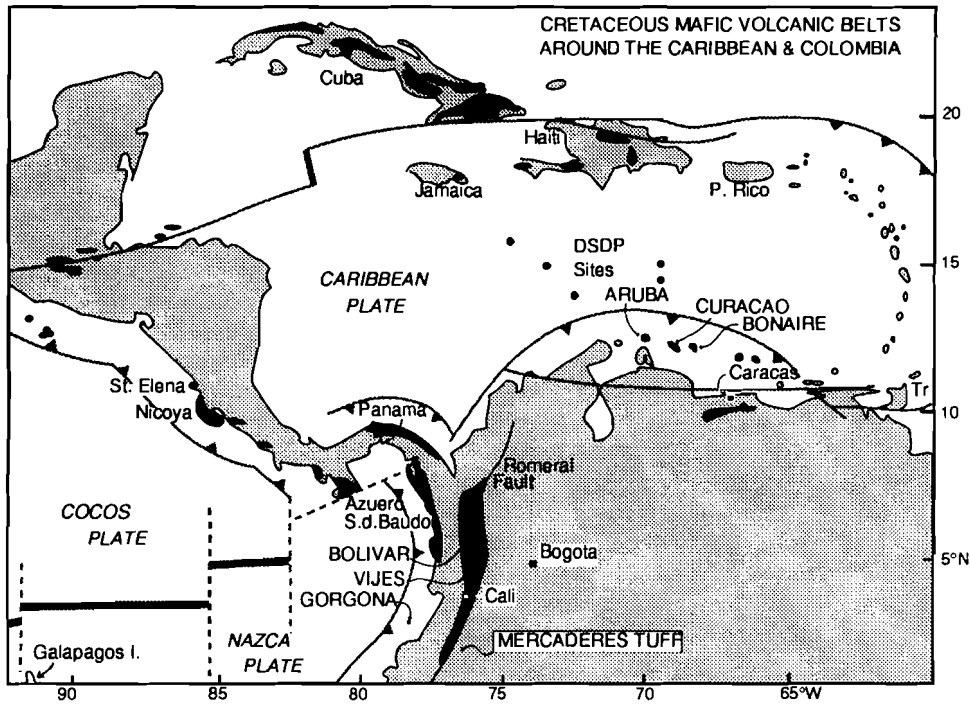 CRETACEOUS MAFIC VOLCANIC BELTS
AROUND THE CARIBBEAN & COLOMBIA
Cuba
20
Haiti
Jamaica
P. Rico
DSDP
Sites
15
CARIBBEAN
PLATE
ARUBA
CURACAO
BONAIRE
St. Elena
Nicoya
Caracas
Tr
Panama
10
Romeral
Fault
Azuero
S.d.Baudo
COCOS
PLATE
BOLIVAR
Bogota
5°N
VIJES
GORGONA
Cali
NAZCA
PLATE
MERCADERES TUFF
Galapagos I.
90
85
80
75
70
65°W